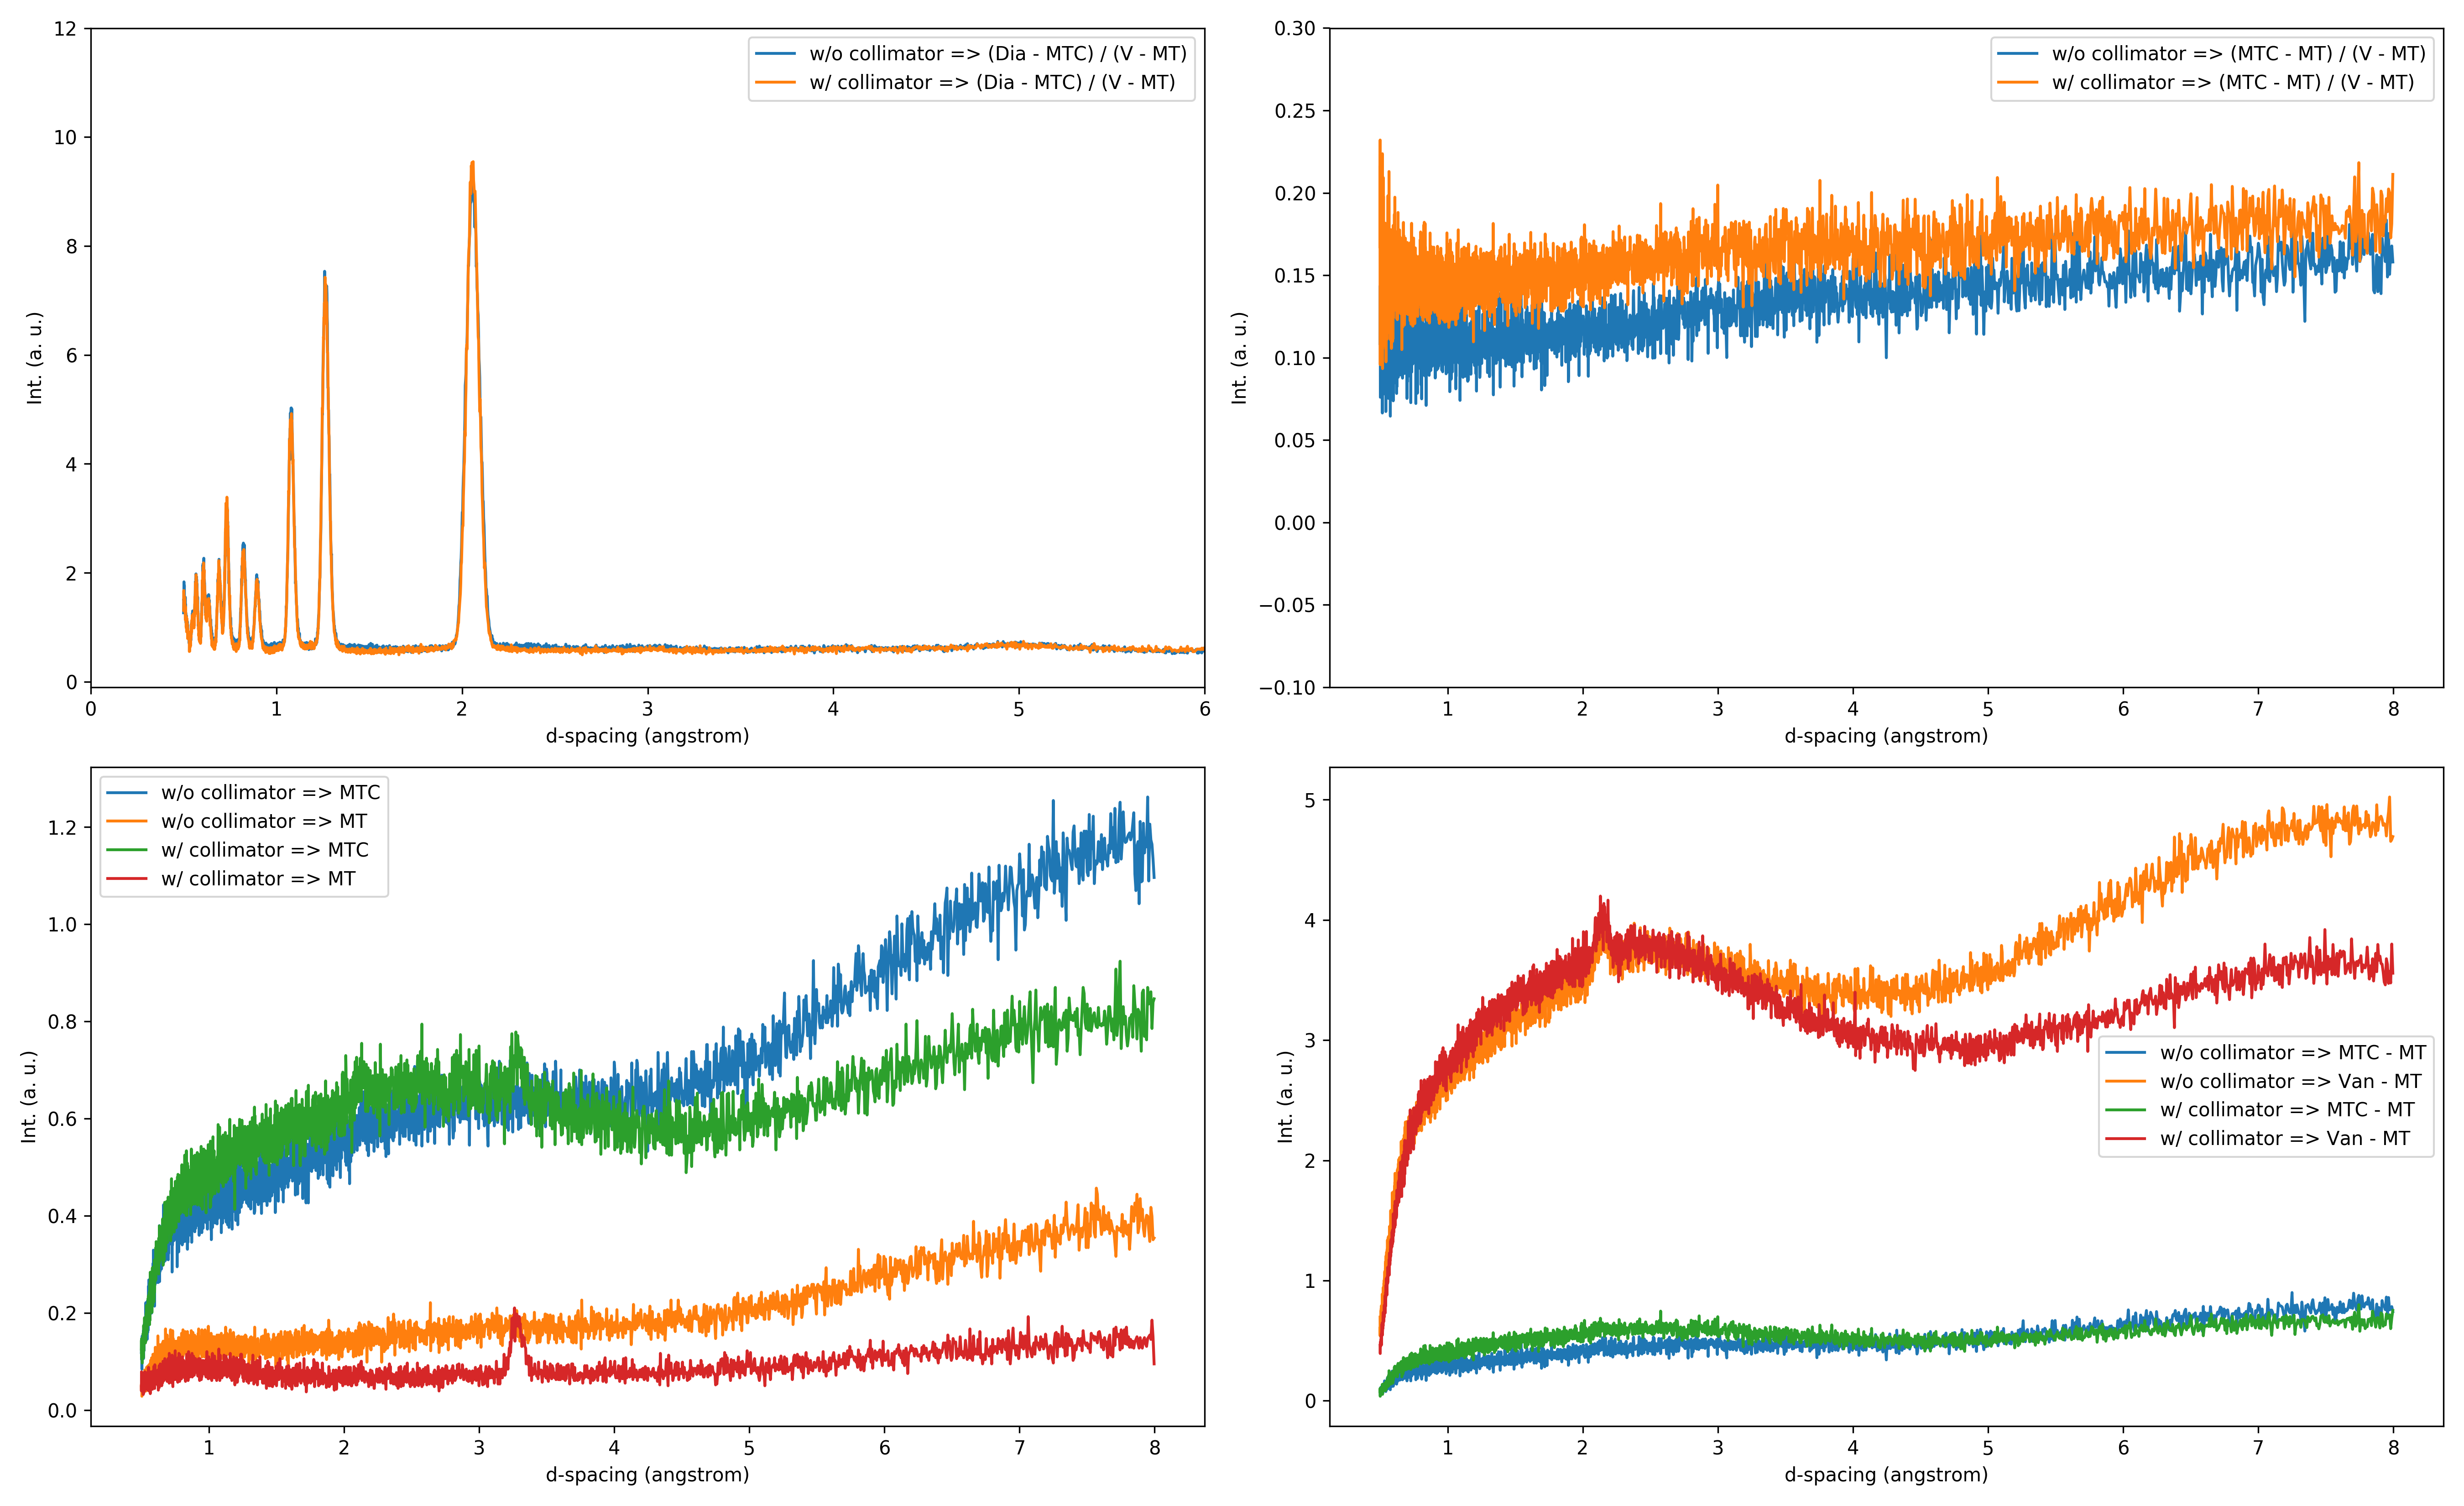 12
10
8
6
4
2
0
Int. (a. u.)
w/o collimator => (Dia - MTC) / (V - MT)
w/ collimator => (Dia - MTC) / (V - MT)
0 1 2 3 4 5 6
d-spacing (angstrom)
0.30
0.25
0.20
0.15
0.10
0.05
0.00
−0.05
−0.10
Int. (a. u.)
w/o collimator => (MTC - MT) / (V - MT)
w/ collimator => (MTC - MT) / (V - MT)
1 2 3 4 5 6 7 8
d-spacing (angstrom)
1.2
1.0
0.8
0.6
0.4
0.2
0.0
Int. (a. u.)
w/o collimator => MTC
w/o collimator => MT
w/ collimator => MTC
w/ collimator => MT
1 2 3 4 5 6 7 8
d-spacing (angstrom)
5
4
3
2
1
0
Int. (a. u.)
w/o collimator => MTC - MT
w/o collimator => Van - MT
w/ collimator => MTC - MT
w/ collimator => Van - MT
1 2 3 4 5 6 7 8
d-spacing (angstrom)